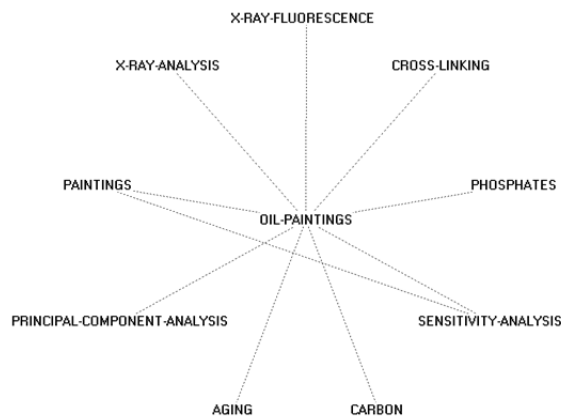 X-RAY-FLUORESCENCE
X-RAY-ANALYSIS
CROSS-LINKING
PAINTINGS
PHOSPHATES
OIL-PAINTINGS
PRINCIPAL-COMPONENT-ANALYSIS
SENSITIVITY-ANALYSIS
AGING
CARBON